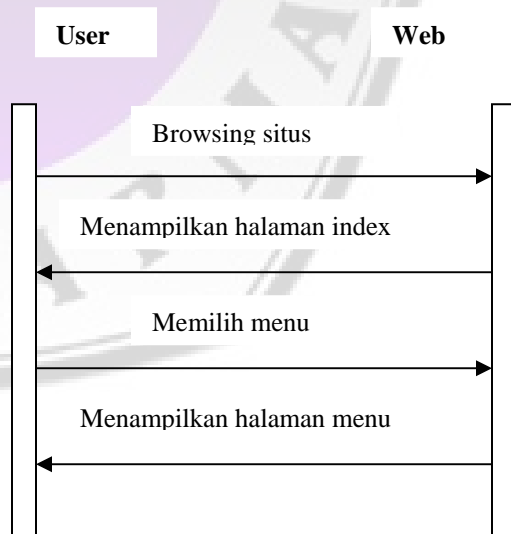 User Web
Browsing situs
Menampilkan halaman index
Memilih menu
Menampilkan halaman menu